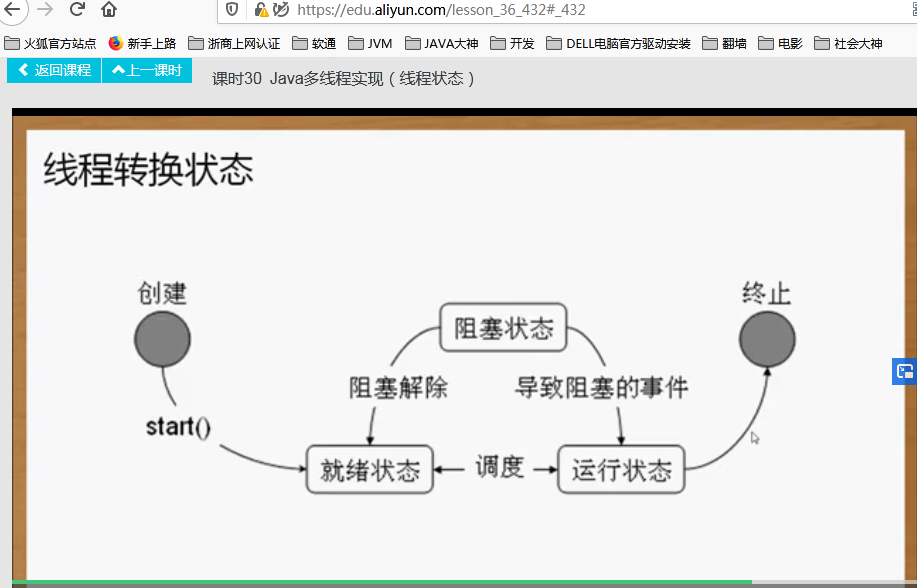 https://edu.aliyun.com/lesson_36_432#_432
火狐官方站点 新手上路 浙商上网认证 软通 JVM JAVA大神 开发 DELL电脑官方驱动安装 翻墙 电影 社会大神
返回课程 上一课时 课时30 Java多线程实现（线程状态）
线程转换状态
创建 终止
阻塞状态
阻塞解除 导致阻塞的事件
start()
就绪状态 调度 运行状态